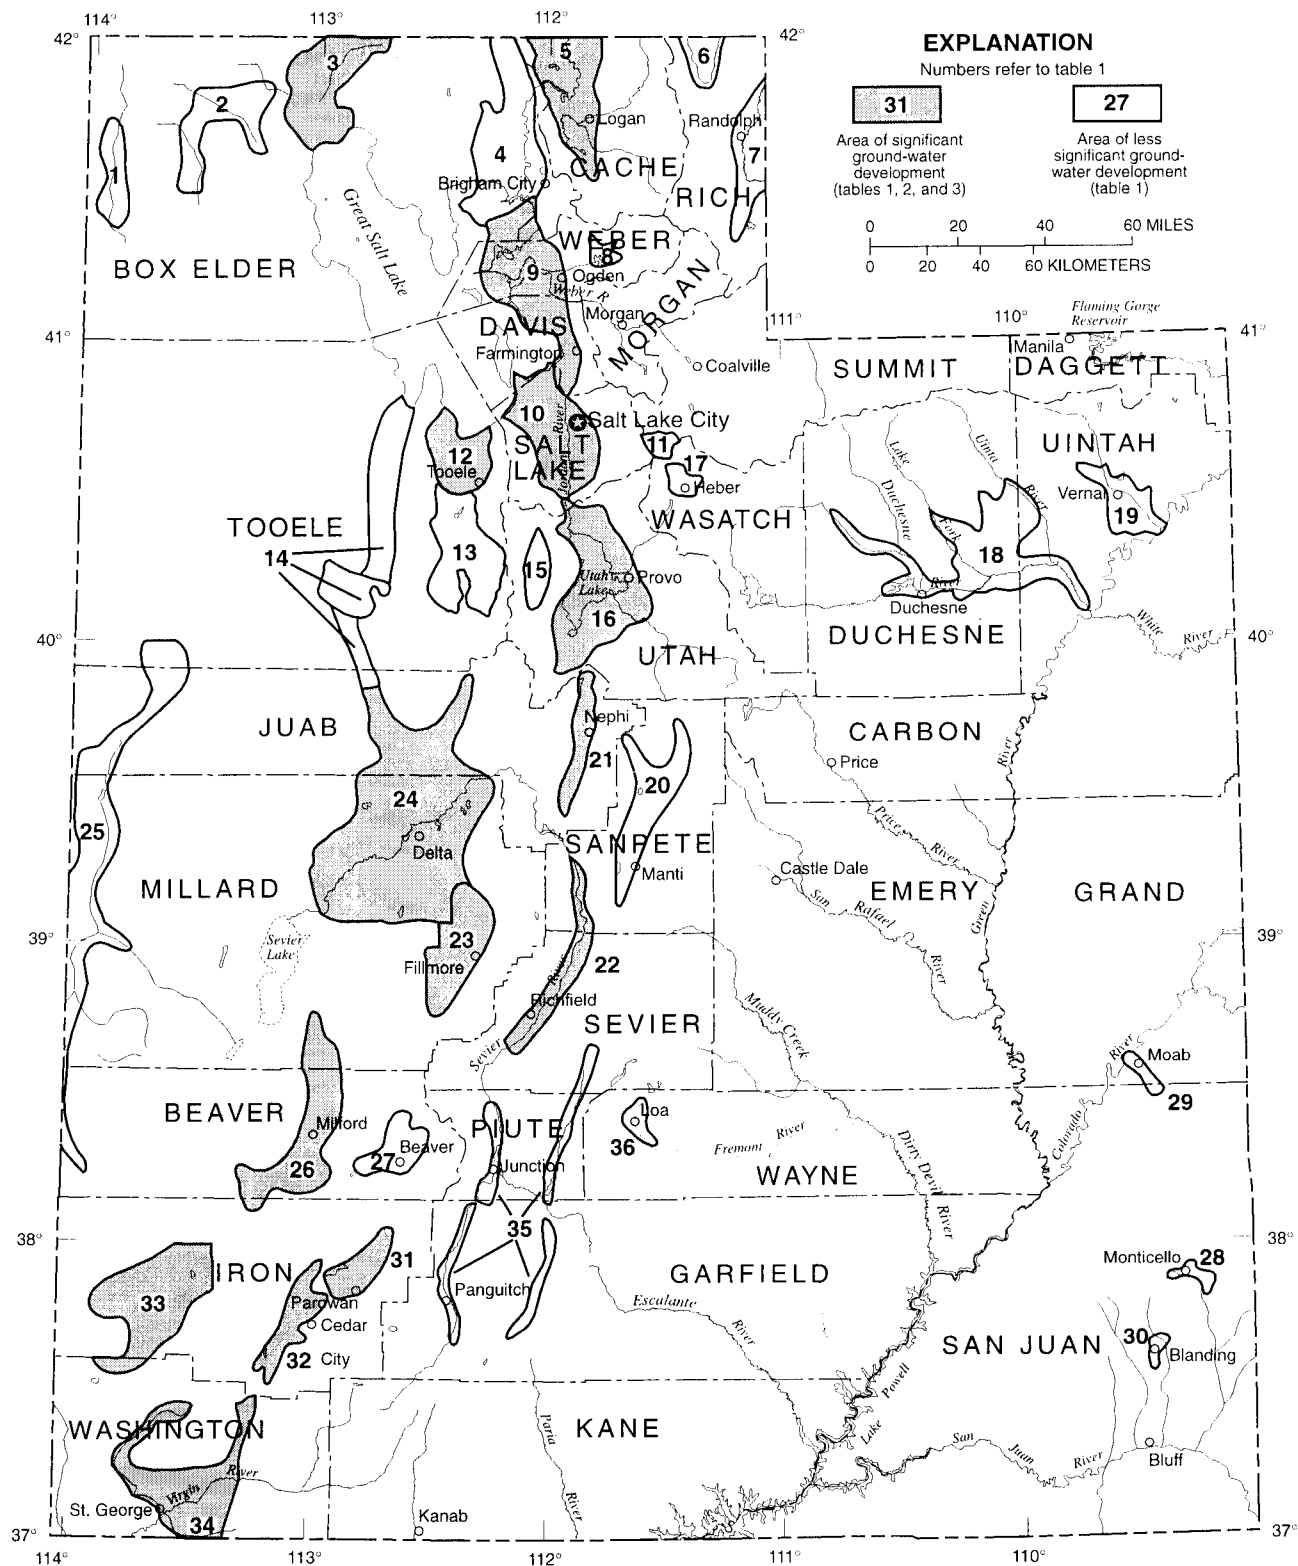 114°
113°
112°
42°
42°
EXPLANATION
Numbers refer to table 1
31
27
Area of significant
ground-water
development
(tables 1, 2, and 3)
Area of less
significant ground-
water development
(table 1)
0 20 40 60 MILES
0 20 40 60 KILOMETERS
1
2
3
4
5
6
7
Logan
Randolph
CACHE
Brigham City
RICH
Great Salt Lake
BOX ELDER
WEBER
8
9
Ogden
Weber R
Morgan
MORGAN
DAVIS
Farmington
Coalville
41°
111°
110°
41°
Flaming Gorge
Reservoir
Manila
DAGGETT
SUMMIT
10
River
Jordan
Salt Lake City
SALT
LAKE
11
12
Tooele
17
Heber
WASATCH
UINTAH
Lake
Fork
Uinta
River
Duchesne
River
Vernal
19
18
Duchesne
DUCHESNE
TOOELE
14
13
15
Utah
Lake
Provo
16
UTAH
40°
40°
White
River
JUAB
Nephi
21
20
CARBON
Price
River
24
25
Delta
SANPETE
Manti
Price
River
Castle Dale
MILLARD
EMERY
GRAND
San
Rafael
River
Green
39°
39°
Sevier
Lake
23
Fillmore
22
River
Richfield
SEVIER
Sevier
Muddy Creek
River
Moab
29
Colorado
BEAVER
Milford
Beaver
27
26
PIUTE
Junction
Loa
36
Fremont River
WAYNE
Dirty Devil River
38°
38°
35
IRON
31
33
Parowan
Cedar
City
32
Panguitch
GARFIELD
Escalante
River
Monticello
28
SAN JUAN
30
Blanding
WASHINGTON
KANE
Paria
River
Lake
Powell
San
Juan
River
Bluff
River
Virgin
St. George
34
Kanab
37°
37°
114°
113°
112°
111°
110°